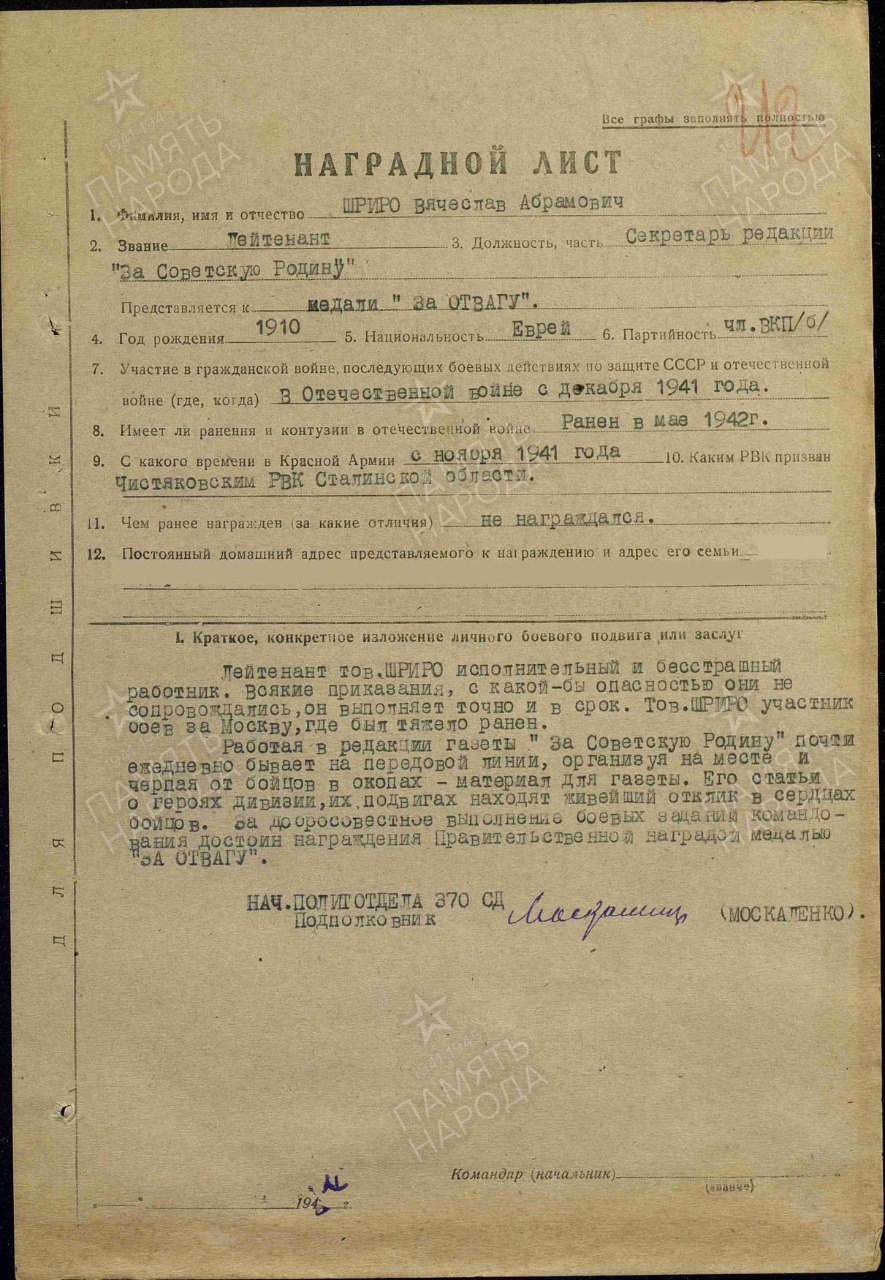 Все графы заполнять полностью
НАГРАДНОЙ ЛИСТ
1. Фамилия, имя и отчество ШРИРО Вячеслав Абрамович
2. Звание Лейтенант 3. Должность, часть Секретарь редакции
"За Советскую Родину"
Представляется к медали " За ОТВАГУ".
4. Год рождения 1910 5. Национальность Еврей 6. Партийность чл.ВКП/б/
7. Участие в гражданской войне, последующих боевых действиях по защите СССР и отечественной
войне (где, когда) В Отечественной войне с декабря 1941 года.
8. Имеет ли ранения и контузии в отечественной войне Ранен в мае 1942г.
9. С какого времени в Красной Армии с ноября 1941 года 10. Каким РВК призван
Чистяковским РВК Сталинской области.
11. Чем ранее награжден (за какие отличия) не награждался.
12. Постоянный домашний адрес представляемого к награждению и адрес его семьи
I. Краткое, конкретное изложение личного боевого подвига или заслуг
Лейтенант тов.ШРИРО исполнительный и бесстрашный
работник. Всякие приказания, с какой-бы опасностью они не
сопровождались,он выполняет точно и в срок. Тов.ШРИРО участник
боев за Москву,где был тяжело ранен.
Работая в редакции газеты " За Советскую Родину" почти
ежедневно бывает на передовой линии, организуя на месте и
черпая от бойцов в окопах - материал для газеты. Его статьи
о героях дивизии,их подвигах находят живейший отклик в сердцах
бойцов. За добросовестное выполнение боевых заданий командо-
вания достоин награждения Правительственной наградой медалью
"ЗА ОТВАГУ".
НАЧ.ПОЛИТОТДЕЛА 370 СД
Подполковник (МОСКАЛЕНКО).
Командир (начальник)
(звание)
194 г.
ДЛЯ ПОДШИВКИ
1941-1945
ПАМЯТЬ
НАРОДА